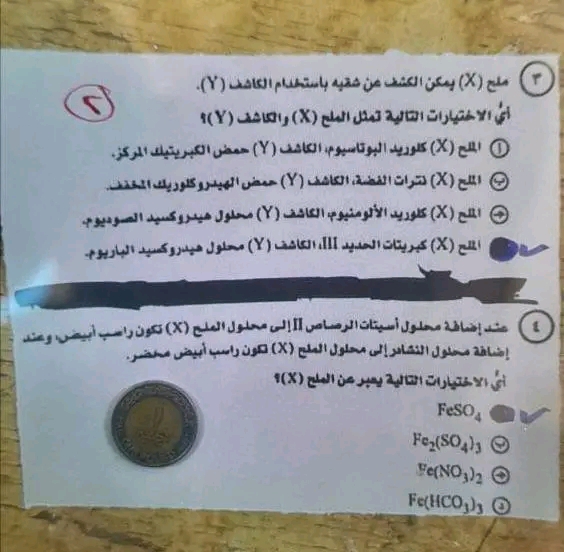 ٣ ملح (X) يمكن الكشف عن شقيه باستخدام الكاشف (Y).
أي الاختيارات التالية تمثل الملح (X) والكاشف (Y)؟
٢
أ الملح (X) كلوريد البوتاسيوم، الكاشف (Y) حمض الكبريتيك المركز.
ب الملح (X) نترات الفضة، الكاشف (Y) حمض الهيدروكلوريك المخفف.
ج الملح (X) كلوريد الألومنيوم، الكاشف (Y) محلول هيدروكسيد الصوديوم.
الملح (X) كبريتات الحديد III، الكاشف (Y) محلول هيدروكسيد الباريوم.
٤ عند إضافة محلول أسيتات الرصاص II إلى محلول الملح (X) تكون راسب أبيض، وعند
إضافة محلول النشادر إلى محلول الملح (X) تكون راسب أبيض مخضر.
أي الاختيارات التالية يعبر عن الملح (X)؟
FeSO4
ب Fe2(SO4)3
ج Fe(NO3)2
د Fe(HCO3)3